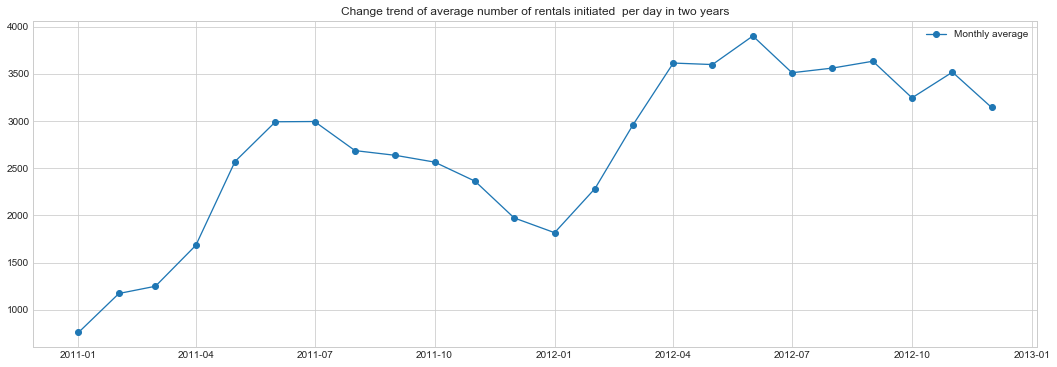 Change trend of average number of rentals initiated  per day in two years
Monthly average
4000
3500
3000
2500
2000
1500
1000
2011-01 2011-04 2011-07 2011-10 2012-01 2012-04 2012-07 2012-10 2013-01